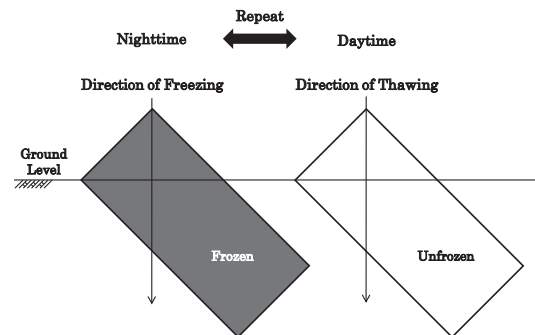 Repeat
Nighttime
Daytime
Direction of Freezing
Direction of Thawing
Ground
Level
Frozen
Unfrozen